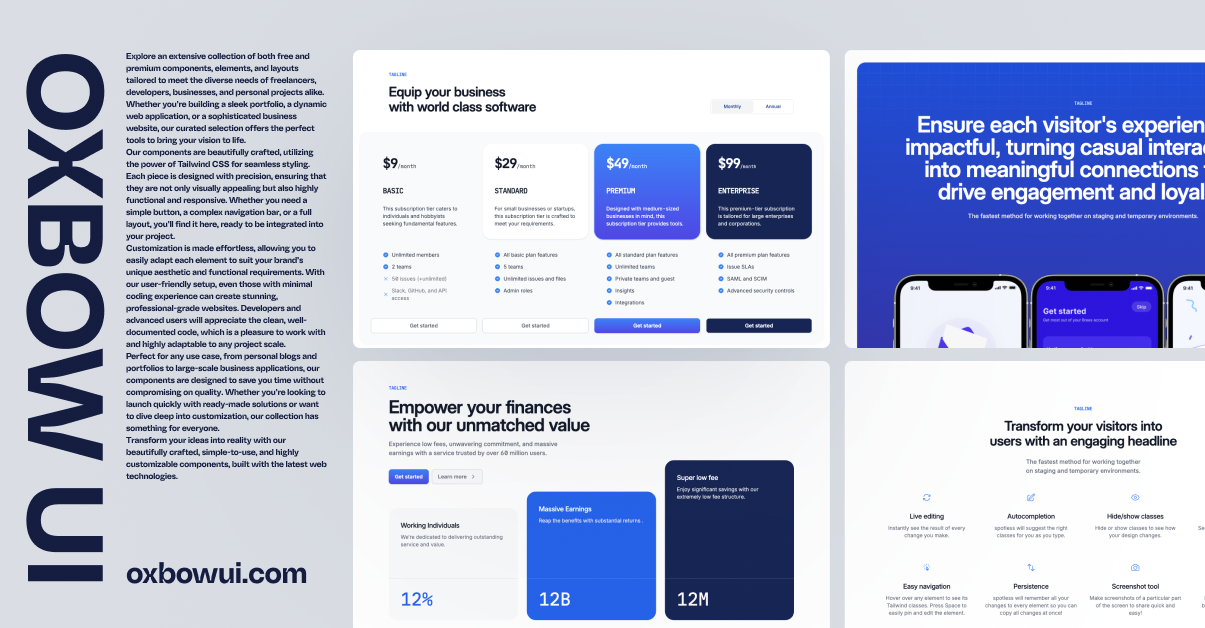 OXBOW UI
Explore an extensive collection of both free and
premium components, elements, and layouts
tailored to meet the diverse needs of freelancers,
developers, businesses, and personal projects alike.
Whether you're building a sleek portfolio, a dynamic
web application, or a sophisticated business
website, our curated selection offers the perfect
tools to bring your vision to life.
Our components are beautifully crafted, utilizing
the power of Tailwind CSS for seamless styling.
Each piece is designed with precision, ensuring that
they are not only visually appealing but also highly
functional and responsive. Whether you need a
simple button, a complex navigation bar, or a full
layout, you'll find it here, ready to be integrated into
your project.
Customization is made effortless, allowing you to
easily adapt each element to suit your brand's
unique aesthetic and functional requirements. With
our user-friendly setup, even those with minimal
coding experience can create stunning,
professional-grade websites. Developers and
advanced users will appreciate the clean, well-
documented code, which is a pleasure to work with
and highly adaptable to any project scale.
Perfect for any use case, from personal blogs and
portfolios to large-scale business applications, our
components are designed to save you time without
compromising on quality. Whether you're looking to
launch quickly with ready-made solutions or want
to dive deep into customization, our collection has
something for everyone.
Transform your ideas into reality with our
beautifully crafted, simple-to-use, and highly
customizable components, built with the latest web
technologies.
oxbowui.com
TAGLINE
Equip your business
with world class software
Monthly
Annual
$9/month
BASIC
This subscription tier caters to
individuals and hobbyists
seeking fundamental features.
Unlimited members
2 teams
50 issues (∞unlimited)
Slack, GitHub, and API
access
Get started
$29/month
STANDARD
For small businesses or startups,
this subscription tier is crafted to
meet your requirements.
All basic plan features
5 teams
Unlimited issues and files
Admin roles
Get started
$49/month
PREMIUM
Designed with medium-sized
businesses in mind, this
subscription tier provides tools.
All standard plan features
Unlimited teams
Private teams and guest
Insights
Integrations
Get started
$99/month
ENTERPRISE
This premium-tier subscription
is tailored for large enterprises
and corporations.
All premium plan features
Issue SLAs
SAML and SCIM
Advanced security controls
Get started
TAGLINE
Ensure each visitor's experien
impactful, turning casual interac
into meaningful connections
drive engagement and loyal
The fastest method for working together on staging and temporary environments.
9:41
9:41
Skip
Get started
Get most out of your Breeze account
9:41
TAGLINE
Empower your finances
with our unmatched value
Experience low fees, unwavering commitment, and massive
earnings with a service trusted by over 60 million users.
Get started
Learn more
Working Individuals
We're dedicated to delivering outstanding
service and value.
12%
Massive Earnings
Reap the benefits with substantial returns.
12B
Super low fee
Enjoy significant savings with our
extremely low fee structure.
12M
TAGLINE
Transform your visitors into
users with an engaging headline
The fastest method for working together
on staging and temporary environments.
Live editing
Instantly see the result of every
change you make.
Autocompletion
spotless will suggest the right
classes for you as you type.
Hide/show classes
Hide or show classes to see how
your design changes.
Easy navigation
Hover over any element to see its
Tailwind classes. Press Space to
easily pin and edit the element.
Persistence
spotless will remember all your
changes to every element so you can
copy all changes at once!
Screenshot tool
Make screenshots of a particular part
of the screen to share quick and
easy!